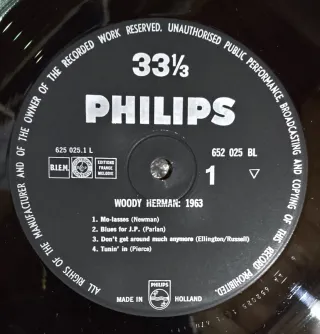 ALL RIGHTS OF THE MANUFACTURER AND OF THE OWNER OF THE RECORDED WORK RESERVED. UNAUTHORISED PUBLIC PERFORMANCE, BROADCASTING AND COPYING OF THIS RECORD PROHIBITED.
33⅓
PHILIPS
625 025.1 L
652 025 BL
B.I.E.M.
EDITIONS
FRANCE
MELODIE
1 ▽
WOODY HERMAN: 1963
1. Mo-lasses (Newman)
2. Blues for J.P. (Parlan)
3. Don't get around much anymore (Ellington/Russell)
4. Tunin' in (Pierce)
MADE IN
PHILIPS
HOLLAND